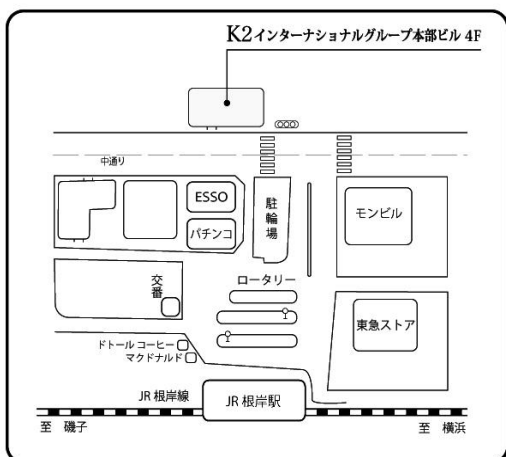 K2インターナショナルグループ本部ビル 4F
中通り
ESSO
パチンコ
駐輪場
モンビル
交番
ロータリー
東急ストア
ドトール コーヒー
マクドナルド
JR 根岸線
JR 根岸駅
至 磯子
至 横浜